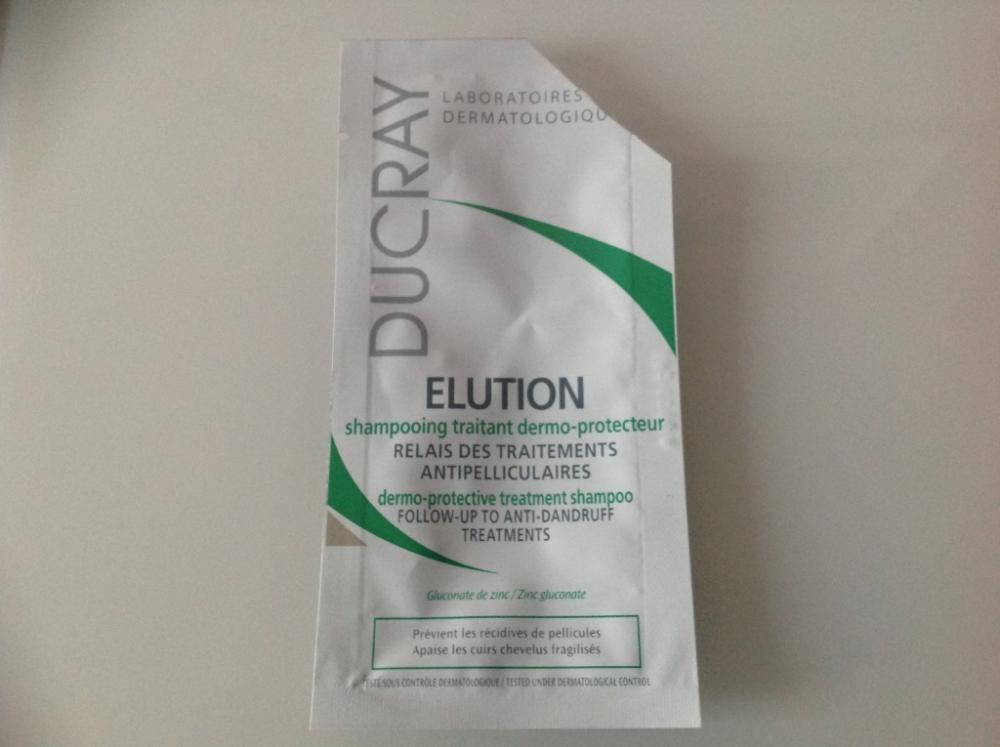 DUCRAY
LABORATOIRES
DERMATOLOGIQU
ELUTION
shampooing traitant dermo-protecteur
RELAIS DES TRAITEMENTS
ANTIPELLICULAIRES
dermo-protective treatment shampoo
FOLLOW-UP TO ANTI-DANDRUFF
TREATMENTS
Gluconate de zinc / Zinc gluconate
Prévient les récidives de pellicules
Apaise les cuirs chevelus fragilisés
TESTÉ SOUS CONTRÔLE DERMATOLOGIQUE / TESTED UNDER DERMATOLOGICAL CONTROL